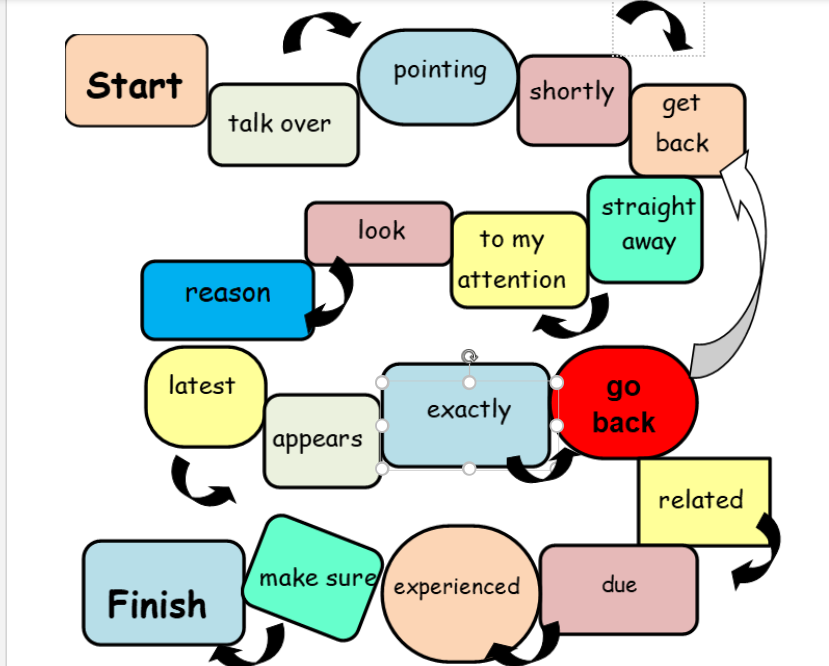 Start
talk over
pointing
shortly
get
back
straight
away
to my
attention
look
reason
latest
appears
exactly
go
back
related
due
experienced
make sure
Finish